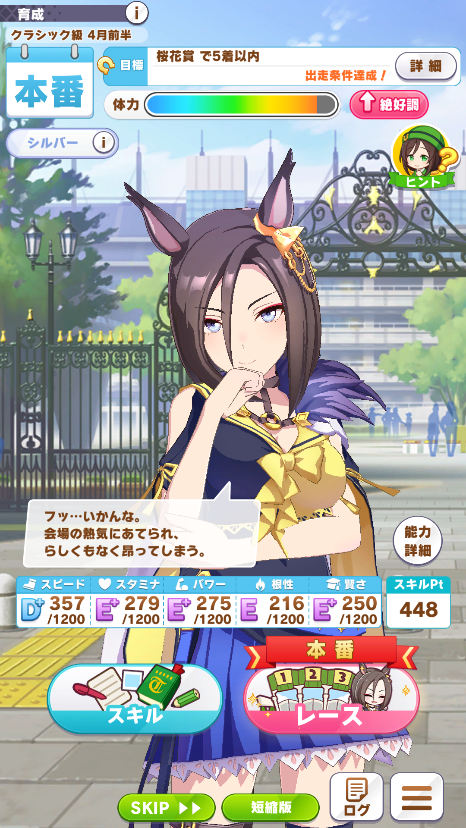 育成
i
クラシック級 4月前半
本番
目標
桜花賞 で5着以内
出走条件達成！
詳細
体力
絶好調
シルバー
i
ヒント
フッ…いかんな。
会場の熱気にあてられ、
らしくもなく昂ってしまう。
能力
詳細
スピード
スタミナ
パワー
根性
賢さ
スキルPt
D+ 357
/1200
E+ 279
/1200
E+ 275
/1200
E 216
/1200
E+ 250
/1200
448
スキル
本番
1 2 3
レース
SKIP
短縮版
ログ